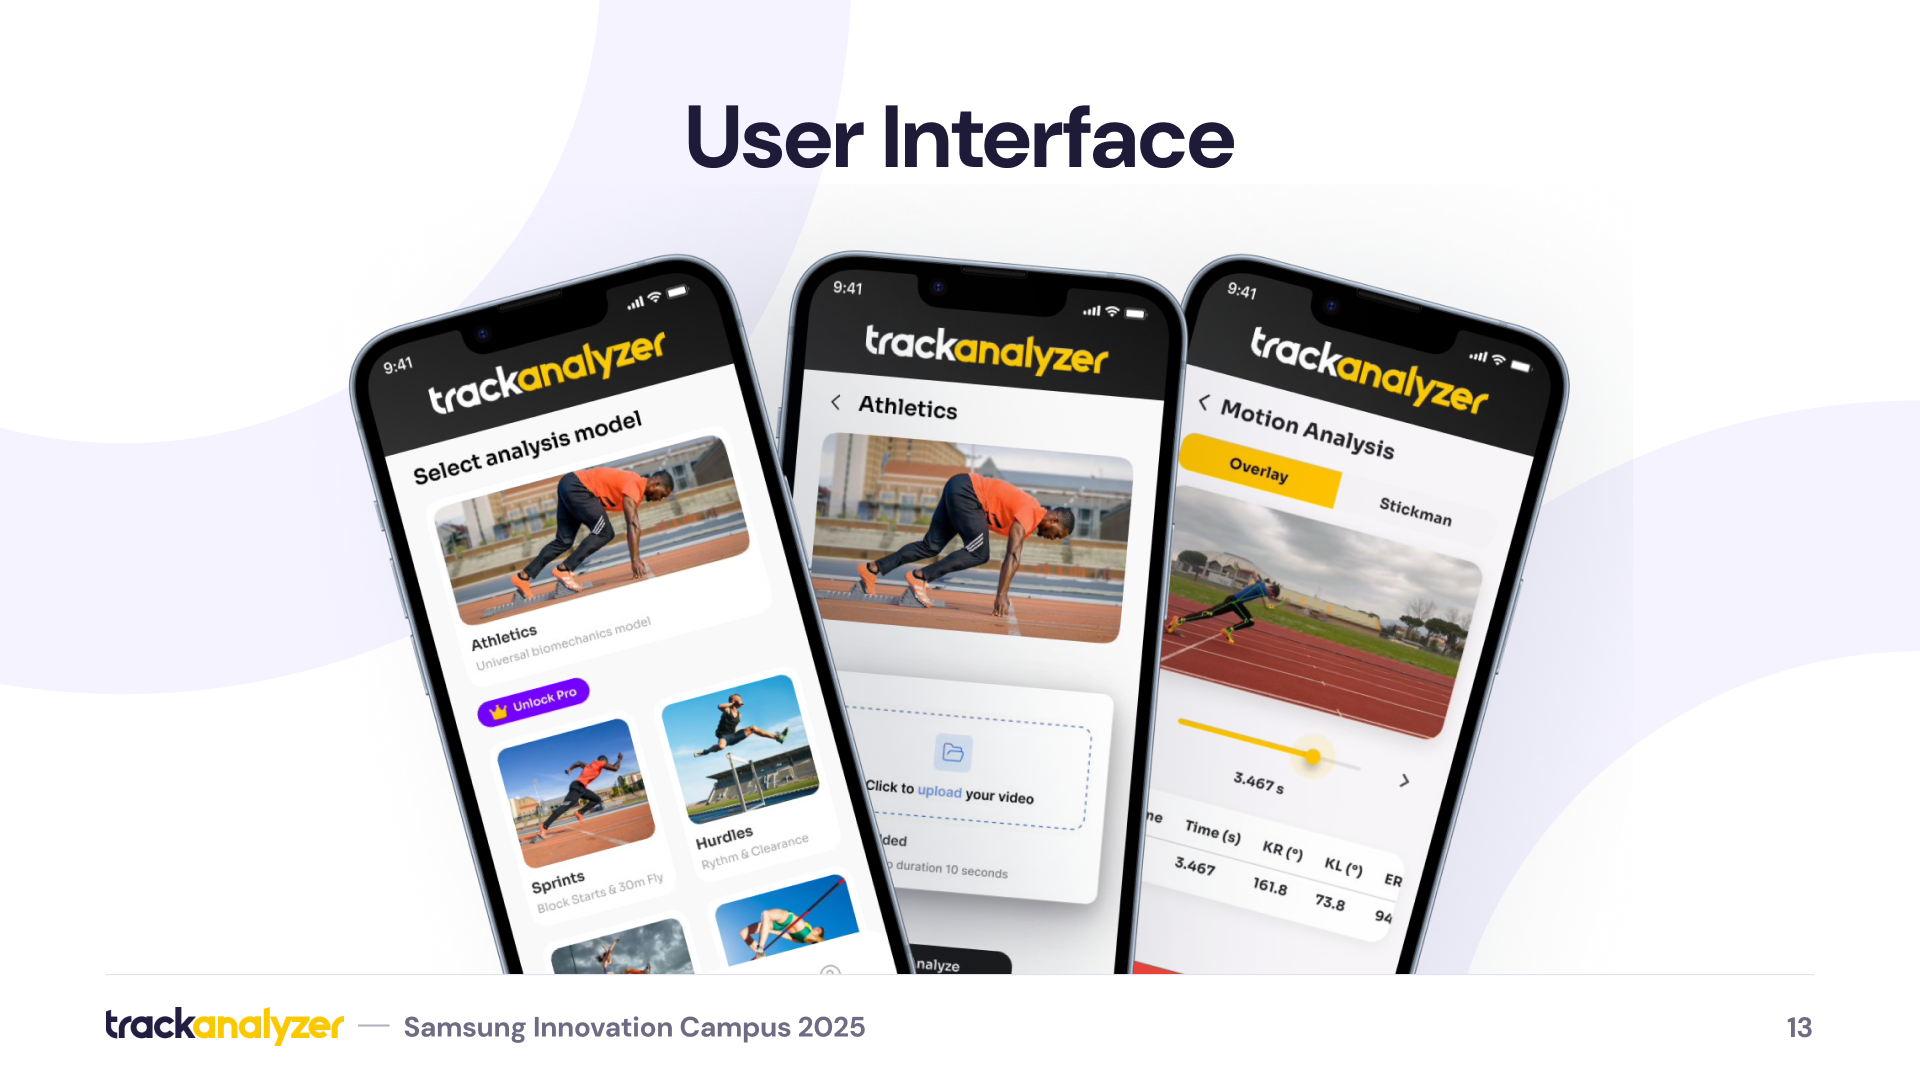 User Interface
9:41
trackanalyzer
Select analysis model
Athletics
Universal biomechanics model
Unlock Pro
Sprints
Block Starts & 30m Fly
Hurdles
Rythm & Clearance
9:41
trackanalyzer
Athletics
Click to upload your video
duration 10 seconds
9:41
trackanalyzer
Motion Analysis
Overlay
Stickman
3.467 s
Time (s) KR (º) KL (º) ER
3.467 161.8 73.8 94
trackanalyzer — Samsung Innovation Campus 2025
13